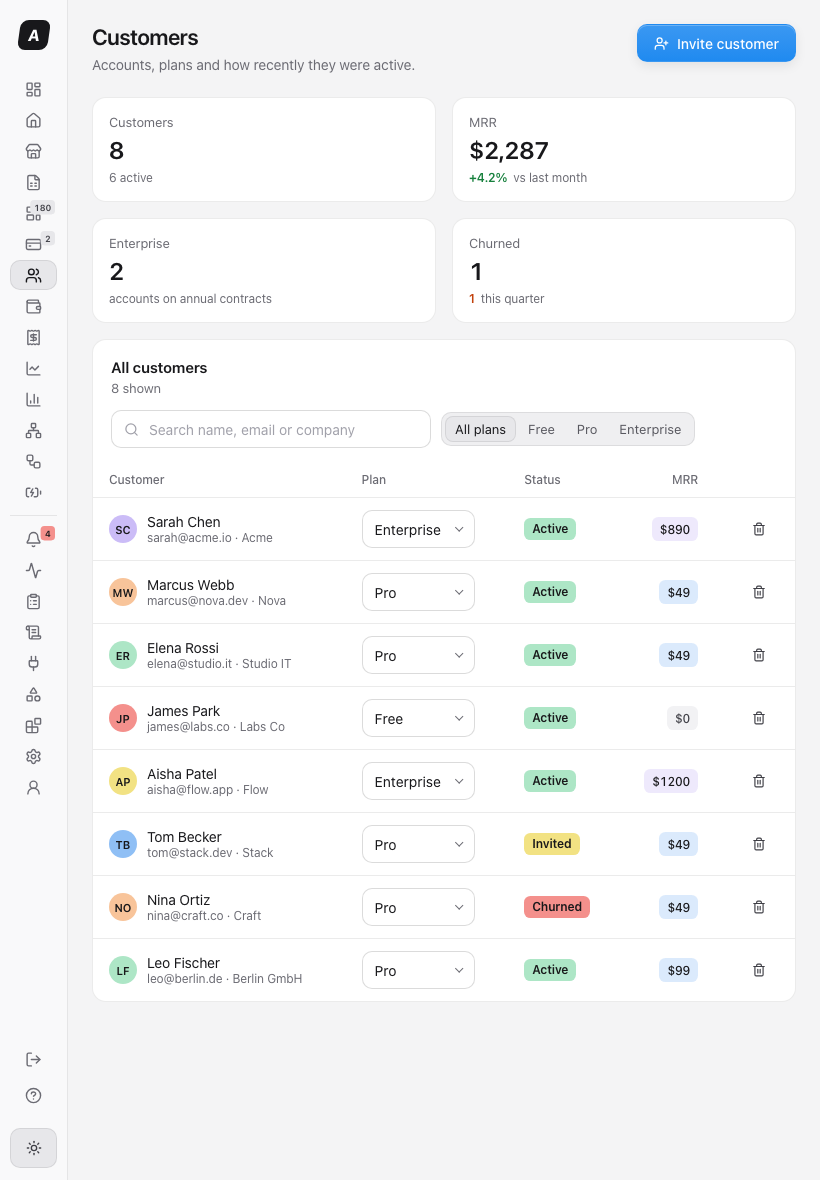 A
Customers
Accounts, plans and how recently they were active.
Invite customer
180
2
4
Customers
8
6 active
MRR
$2,287
+4.2% vs last month
Enterprise
2
accounts on annual contracts
Churned
1
1 this quarter
All customers
8 shown
Search name, email or company
All plans Free Pro Enterprise
Customer Plan Status MRR
SC Sarah Chen Enterprise Active $890
sarah@acme.io · Acme
MW Marcus Webb Pro Active $49
marcus@nova.dev · Nova
ER Elena Rossi Pro Active $49
elena@studio.it · Studio IT
JP James Park Free Active $0
james@labs.co · Labs Co
AP Aisha Patel Enterprise Active $1200
aisha@flow.app · Flow
TB Tom Becker Pro Invited $49
tom@stack.dev · Stack
NO Nina Ortiz Pro Churned $49
nina@craft.co · Craft
LF Leo Fischer Pro Active $99
leo@berlin.de · Berlin GmbH